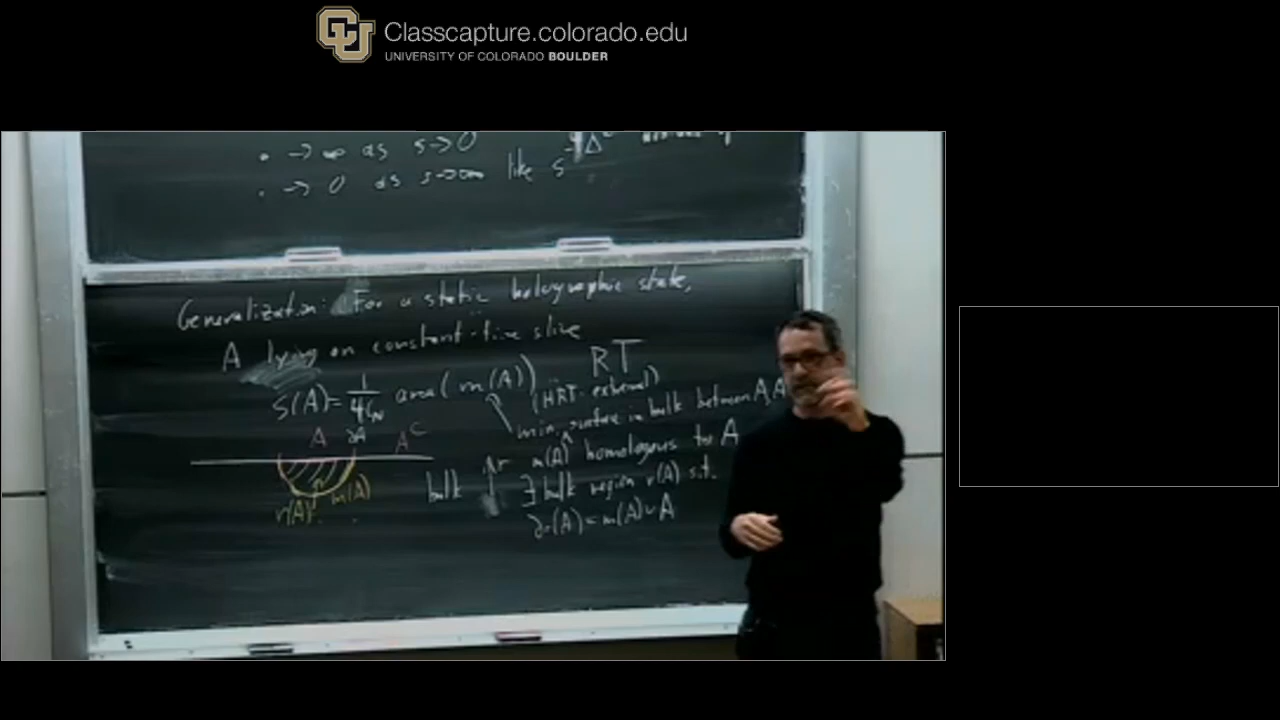 CU Classcapture.colorado.edu
UNIVERSITY OF COLORADO BOULDER
. → ∞ as s→0
. → 0 as s→∞ like s
Generalization: For a static holographic state,
A lying on constant-time slice
RT
S(A) = 1/4G_N area(m(A))
(HRT: extremal)
min. surface in bulk between A, A
m(A) homologous to A
∃ bulk region r(A) s.t.
∂r(A) = m(A) ∪ A
A ∂A A^C
bulk
r(A) m(A)